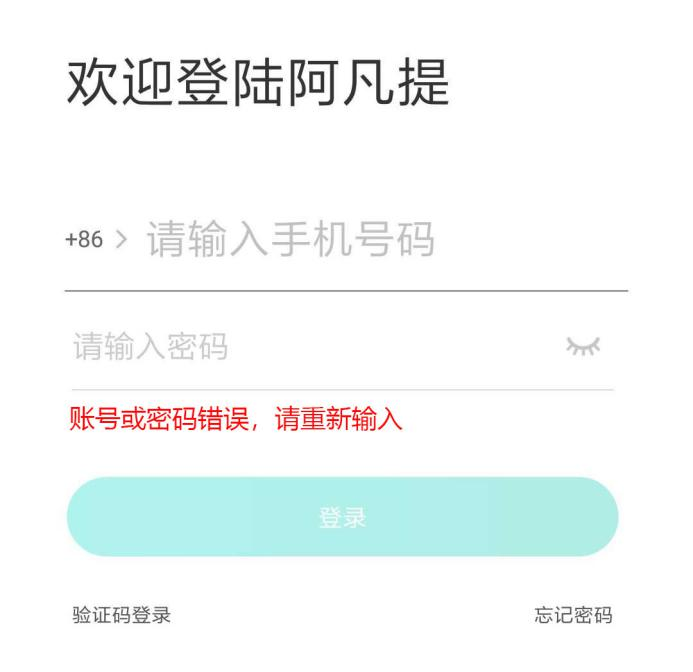 欢迎登陆阿凡提
+86 > 请输入手机号码
请输入密码
账号或密码错误，请重新输入
登录
验证码登录 忘记密码